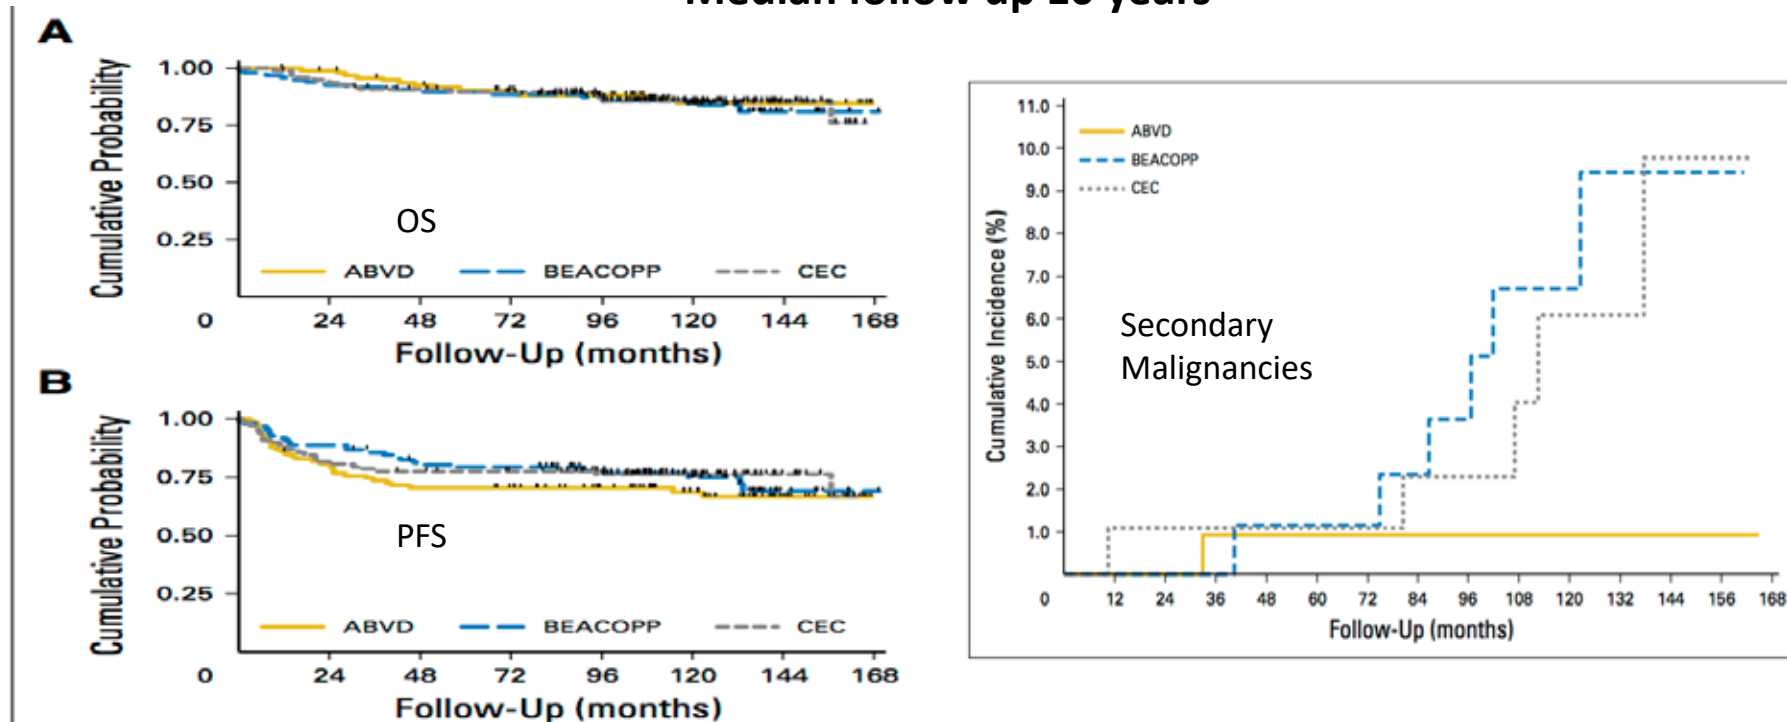 Median follow up 10 years
A
Cumulative Probability
1.00
0.75
0.50
0.25
OS
ABVD BEACOPP CEC
0 24 48 72 96 120 144 168
Follow-Up (months)
B
Cumulative Probability
1.00
0.75
0.50
0.25
PFS
ABVD BEACOPP CEC
0 24 48 72 96 120 144 168
Follow-Up (months)
Cumulative Incidence (%)
11.0
10.0
9.0
8.0
7.0
6.0
5.0
4.0
3.0
2.0
1.0
ABVD
BEACOPP
CEC
Secondary
Malignancies
0 12 24 36 48 60 72 84 96 108 120 132 144 156 168
Follow-Up (months)